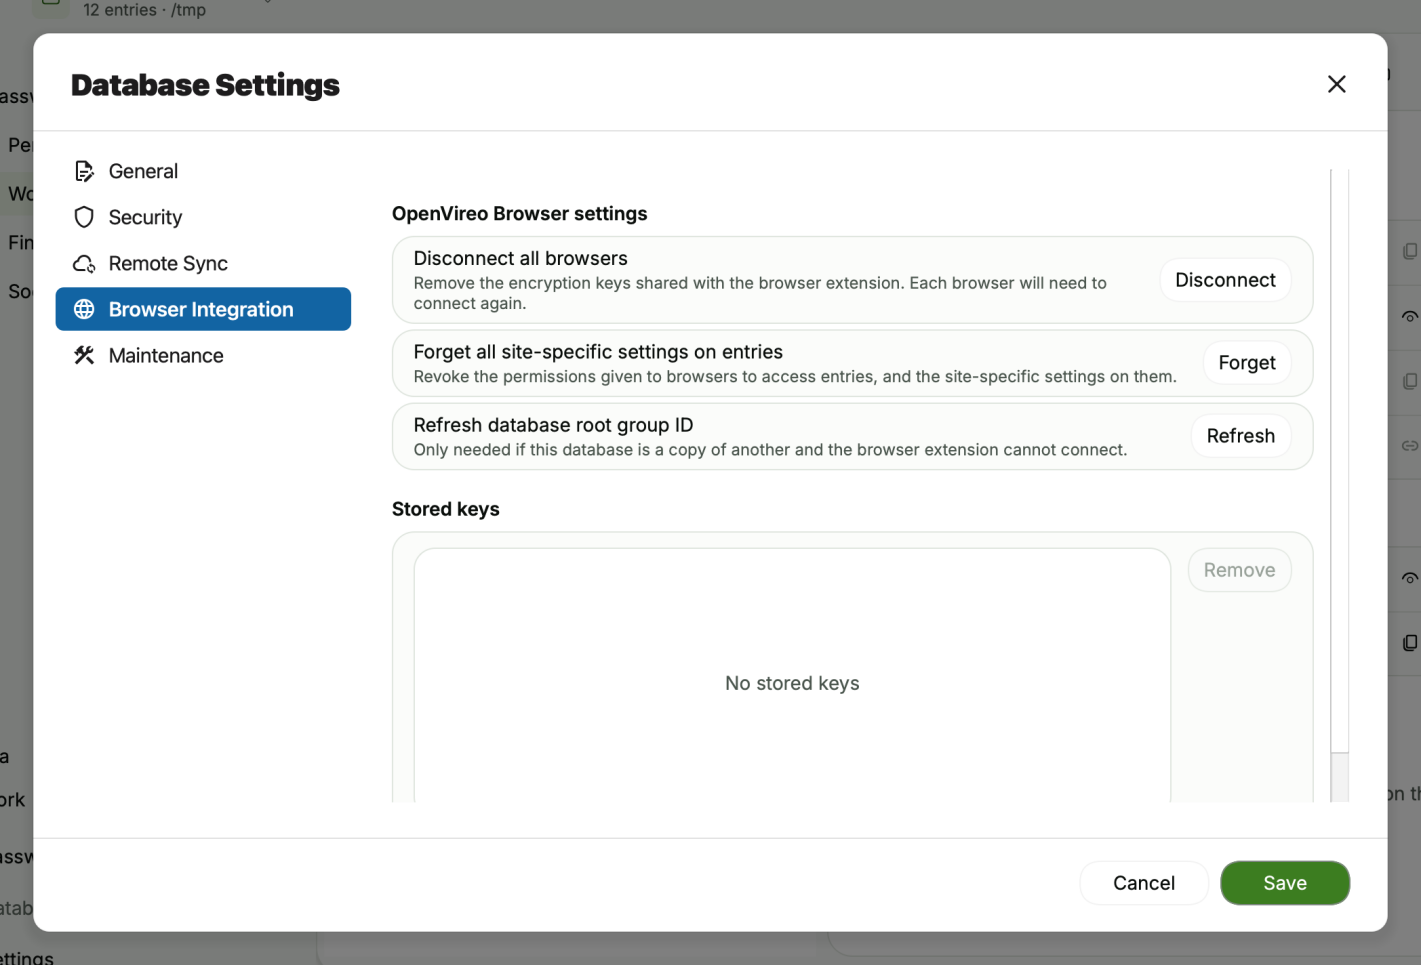 12 entries · /tmp
Database Settings
General
Security
Remote Sync
Browser Integration
Maintenance
OpenVireo Browser settings
Disconnect all browsers
Remove the encryption keys shared with the browser extension. Each browser will need to
connect again.
Disconnect
Forget all site-specific settings on entries
Revoke the permissions given to browsers to access entries, and the site-specific settings on them.
Forget
Refresh database root group ID
Only needed if this database is a copy of another and the browser extension cannot connect.
Refresh
Stored keys
Remove
No stored keys
Cancel
Save